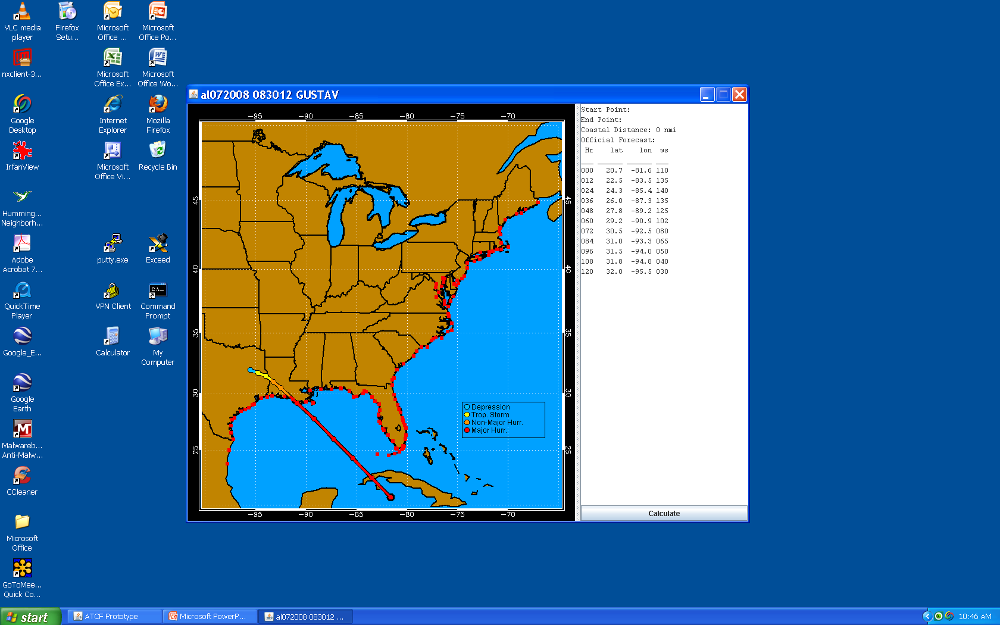 VLC media
player
Firefox
Setu...
Microsoft
Office ...
Microsoft
Office Po...
nxclient-3...
Microsoft
Office Ex...
Microsoft
Office Wo...
Google
Desktop
Internet
Explorer
Mozilla
Firefox
IrfanView
Microsoft
Office Vi...
Recycle Bin
Humming...
Neighborh...
Adobe
Acrobat 7...
putty.exe
Exceed
QuickTime
Player
VPN Client
C:\_
Command
Prompt
Google_E...
Calculator
My
Computer
Google
Earth
Malwareb...
Anti-Malw...
CCleaner
Microsoft
Office
GoToMee...
Quick Co...
al072008 083012 GUSTAV
-95 -90 -85 -80 -75 -70
45 45
40 40
35 35
30 30
25 25
Depression
Trop. Storm
Non-Major Hurr.
Major Hurr.
-95 -90 -85 -80 -75 -70
Start Point:
End Point:
Coastal Distance: 0 nmi
Official Forecast:
Hr lat lon ws
000 20.7 -81.6 110
012 22.5 -83.5 135
024 24.3 -85.4 140
036 26.0 -87.3 135
048 27.8 -89.2 125
060 29.2 -90.9 102
072 30.5 -92.5 080
084 31.0 -93.3 065
096 31.5 -94.0 050
108 31.8 -94.8 040
120 32.0 -95.5 030
Calculate
start
ATCF Prototype
Microsoft PowerP...
al072008 083012 ...
10:46 AM